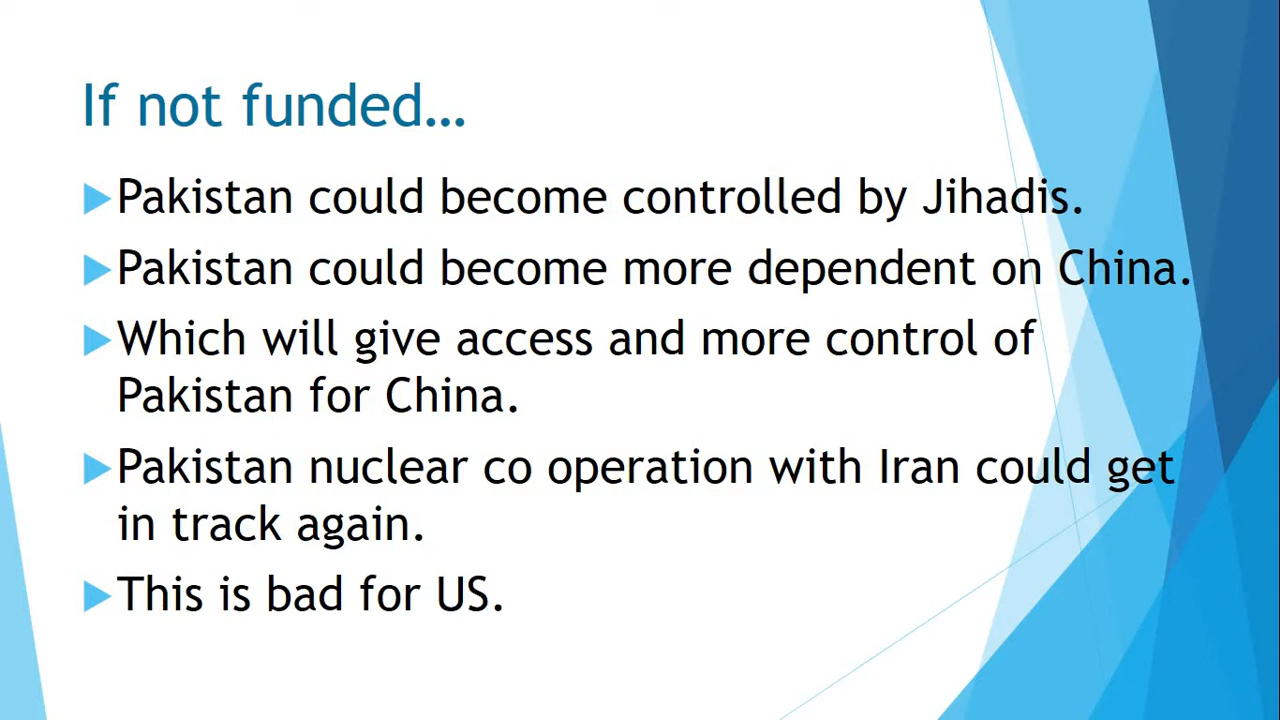 If not funded…
Pakistan could become controlled by Jihadis.
Pakistan could become more dependent on China.
Which will give access and more control of
Pakistan for China.
Pakistan nuclear co operation with Iran could get
in track again.
This is bad for US.